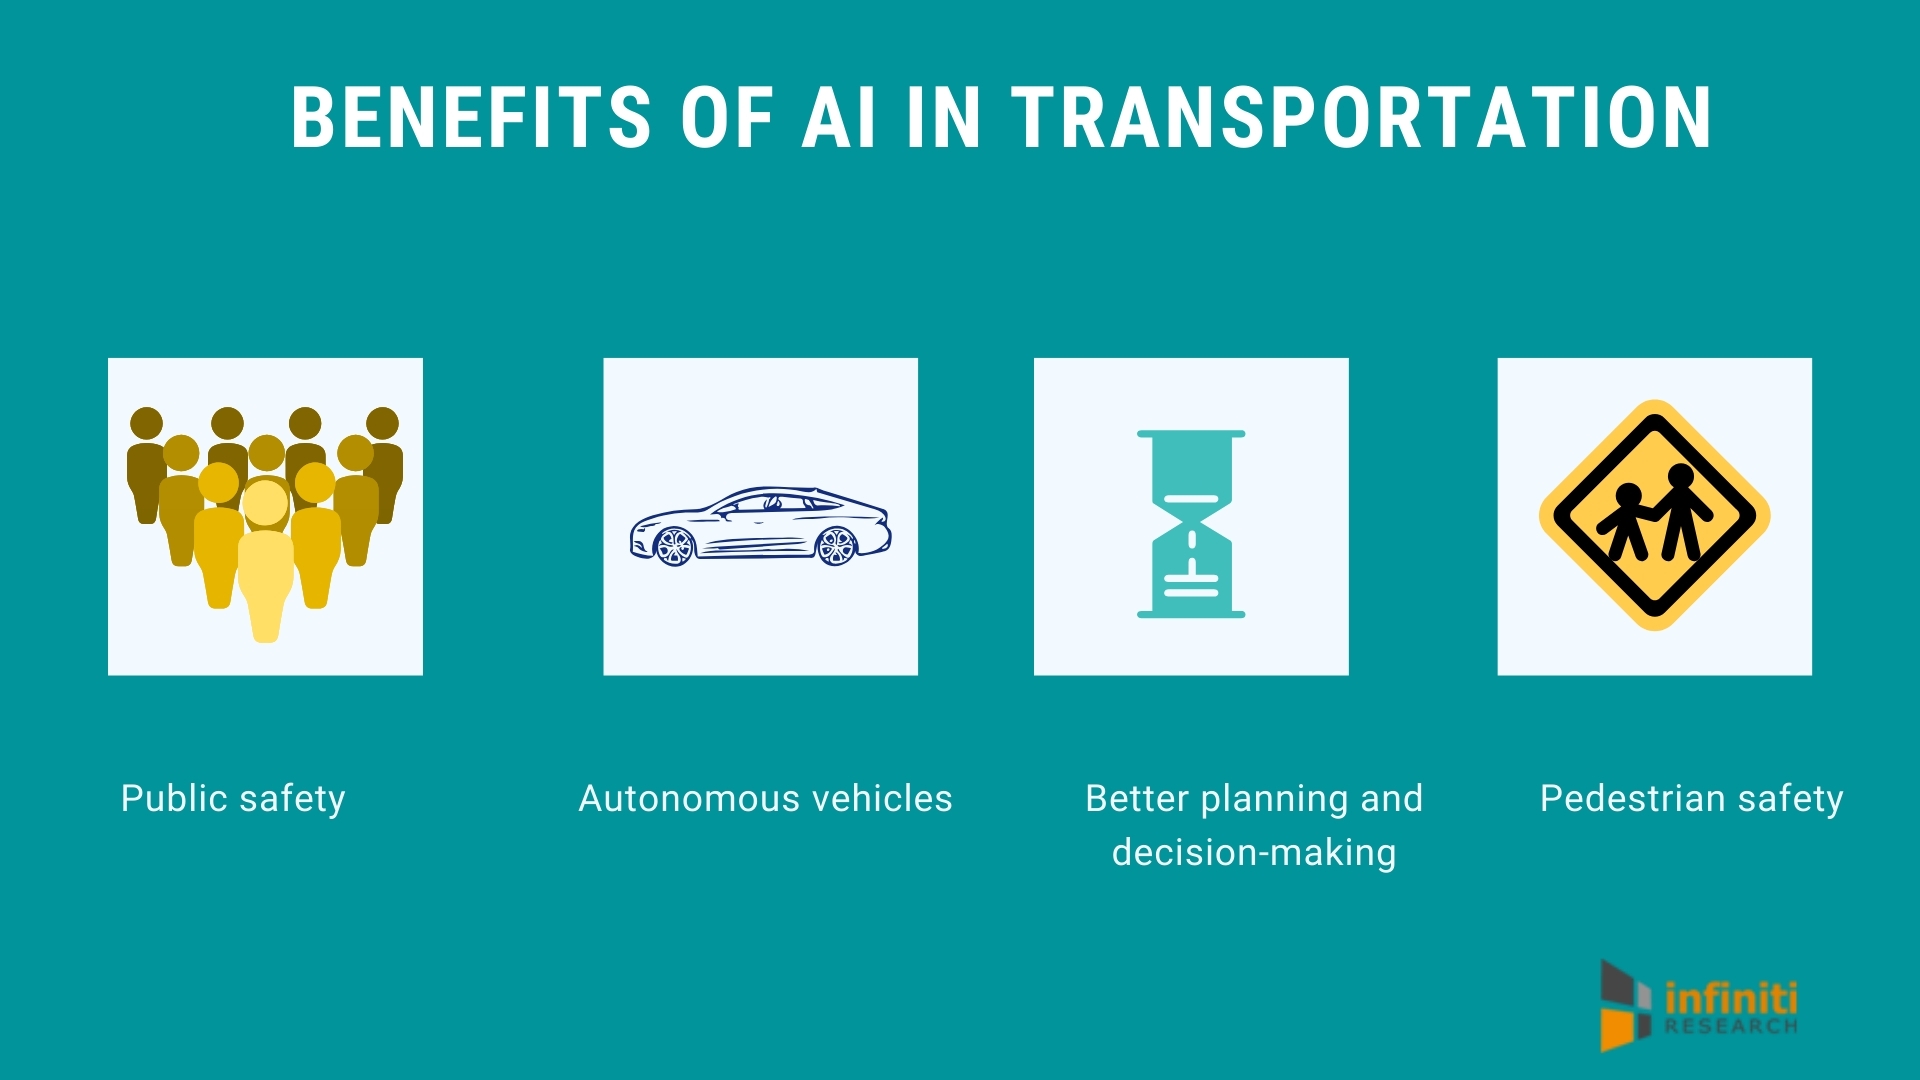 BENEFITS OF AI IN TRANSPORTATION
Public safety
Autonomous vehicles
Better planning and
decision-making
Pedestrian safety
infiniti
RESEARCH